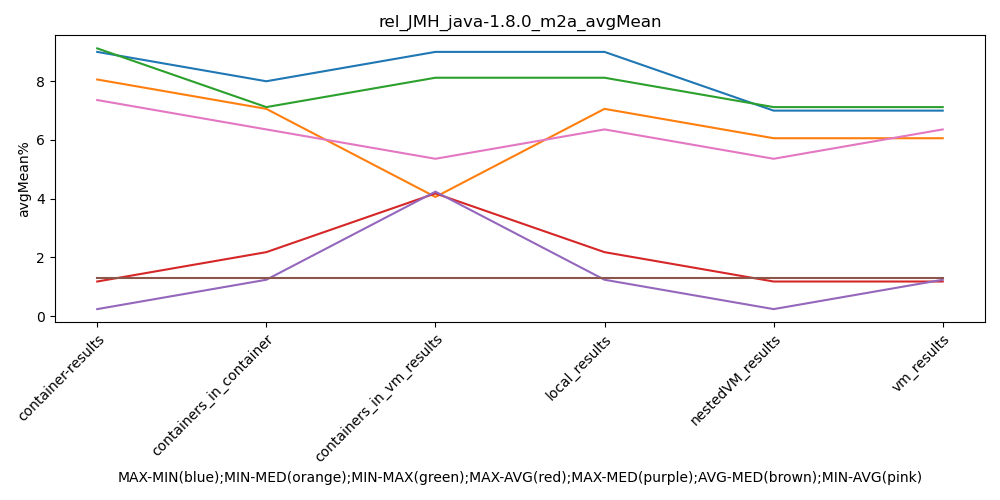 rel_JMH_java-1.8.0_m2a_avgMean
avgMean%
8
6
4
2
0
container-results
containers_in_container
containers_in_vm_results
local_results
nestedVM_results
vm_results
MAX-MIN(blue);MIN-MED(orange);MIN-MAX(green);MAX-AVG(red);MAX-MED(purple);AVG-MED(brown);MIN-AVG(pink)